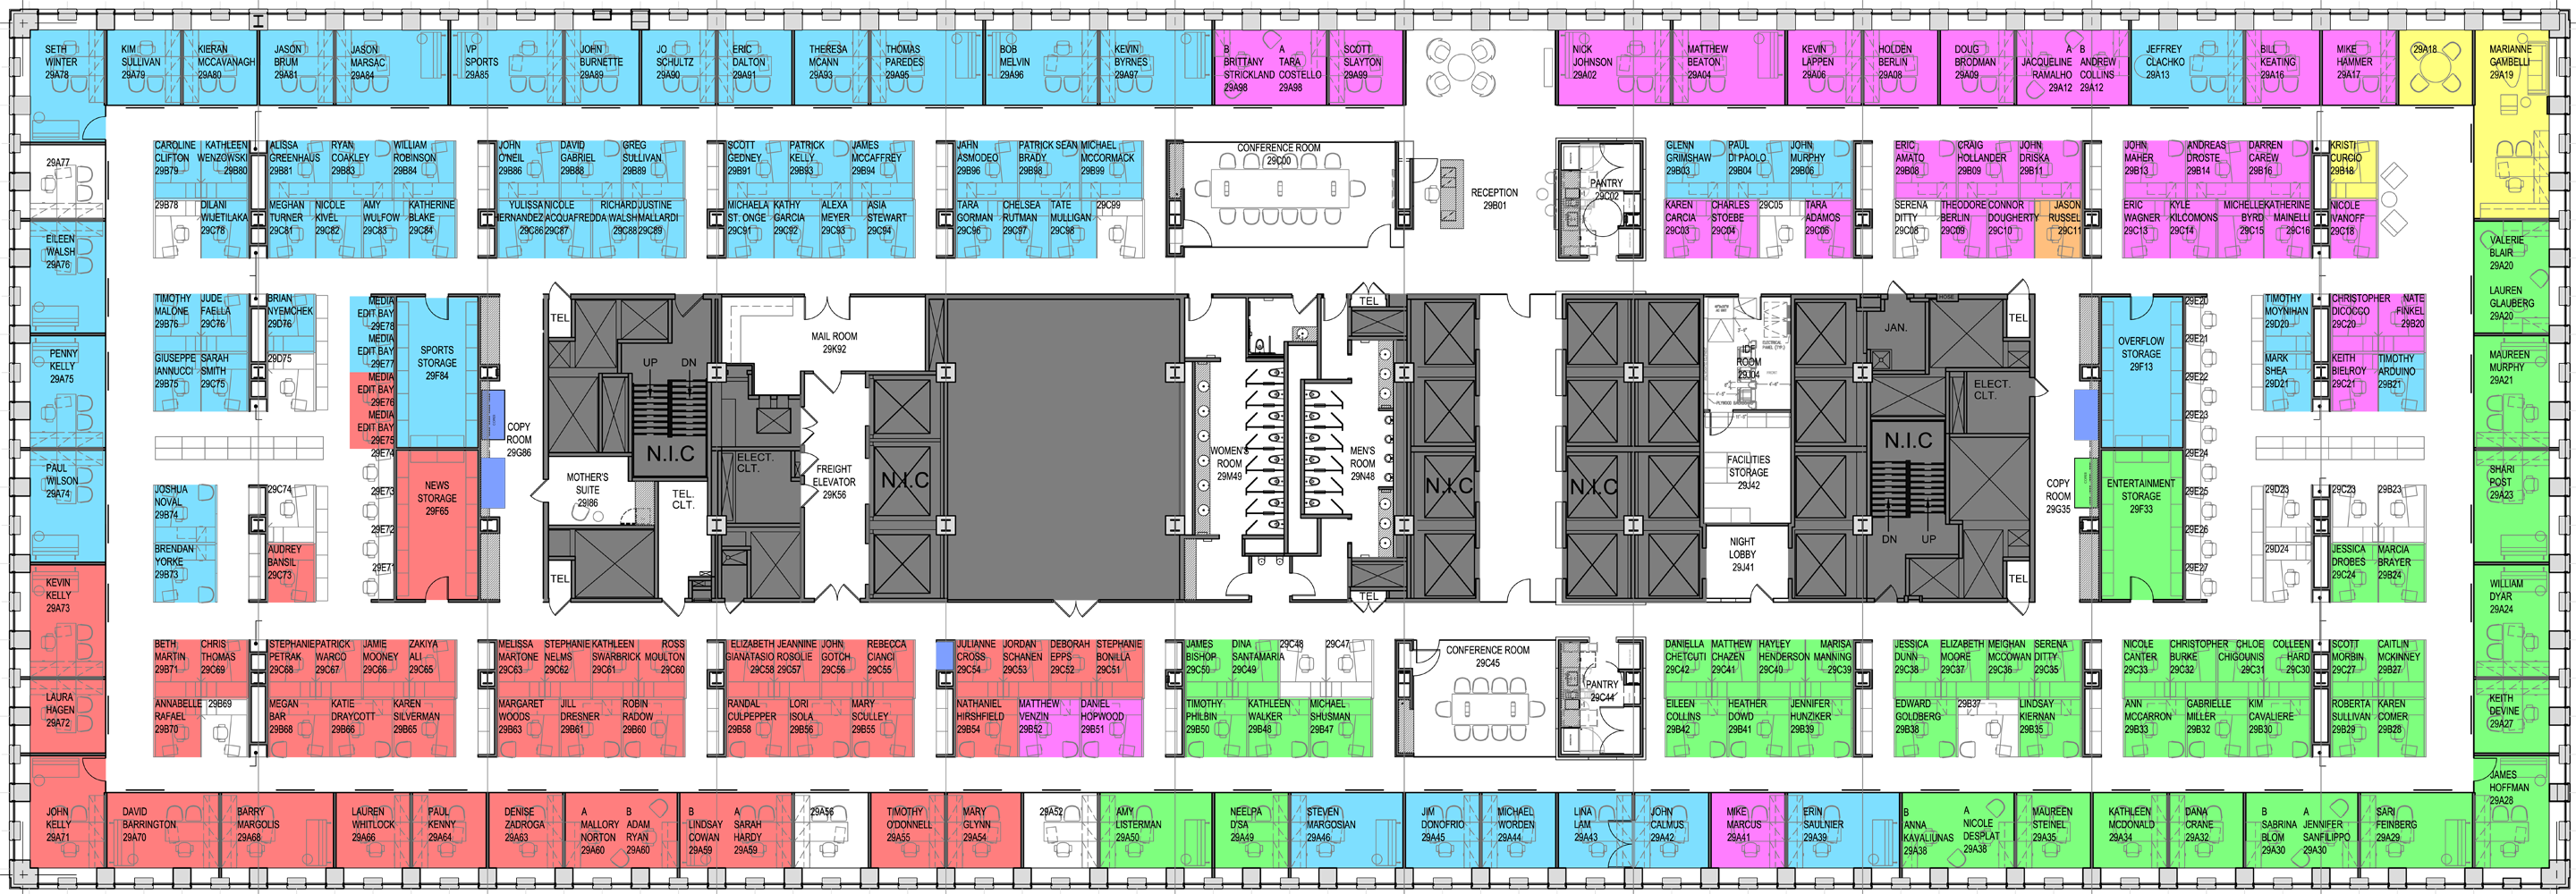 SETH
WINTER
29A78
KIM
SULLIVAN
29A79
KIERAN
MCCAVANAGH
29A80
JASON
BRUM
29A81
JASON
MARSAC
29A84
VP
SPORTS
29A85
JOHN
BURNETTE
29A89
JO
SCHULTZ
29A90
ERIC
DALTON
29A91
THERESA
MCANN
29A93
THOMAS
PAREDES
29A95
BOB
MELVIN
29A96
KEVIN
BYRNES
29A97
B
BRITTANY
STRICKLAND
29A98
A
TARA
COSTELLO
29A98
SCOTT
SLAYTON
29A99
NICK
JOHNSON
29A02
MATTHEW
BEATON
29A04
KEVIN
LAPPEN
29A06
HOLDEN
BERLIN
29A08
DOUG
BRODMAN
29A09
A
JACQUELINE
RAMALHO
29A12
B
ANDREW
COLLINS
29A12
JEFFREY
CLACHKO
29A13
BILL
KEATING
29A16
MIKE
HAMMER
29A17
29A18
MARIANNE
GAMBELLI
29A19
29A77
CAROLINE
CLIFTON
29B79
KATHLEEN
WENZOWSKI
29B80
ALISSA
GREENHAUS
29B81
RYAN
COAKLEY
29B83
WILLIAM
ROBINSON
29B84
JOHN
O'NEIL
29B86
DAVID
GABRIEL
29B88
GREG
SULLIVAN
29B89
SCOTT
GEDNEY
29B91
PATRICK
KELLY
29B93
JAMES
MCCAFFREY
29B94
JAHN
ASMODEO
29B96
PATRICK SEAN
BRADY
29B98
MICHAEL
MCCORMACK
29B99
CONFERENCE ROOM
29C00
RECEPTION
29B01
PANTRY
29C02
GLENN
GRIMSHAW
29B03
PAUL
DI PAOLO
29B04
JOHN
MURPHY
29B06
ERIC
AMATO
29B08
CRAIG
HOLLANDER
29B09
JOHN
DRISKA
29B11
JOHN
MAHER
29B13
ANDREAS
DROSTE
29B14
DARREN
CAREW
29B16
KRISTI
CURCIO
29B18
29B78
DILANI
WIJETILAKA
29C78
MEGHAN
TURNER
29C81
NICOLE
KIVEL
29C82
AMY
WULFOW
29C83
KATHERINE
BLAKE
29C84
YULISSA
HERNANDEZ
29C86
NICOLE
ACQUAFREDDA
29C87
RICHARD
WALSH
29C88
JUSTINE
MALLARDI
29C89
MICHAELA
ST. ONGE
29C91
KATHY
GARCIA
29C92
ALEXA
MEYER
29C93
ASIA
STEWART
29C94
TARA
GORMAN
29C96
CHELSEA
RUTMAN
29C97
TATE
MULLIGAN
29C98
29C99
KAREN
CARCIA
29C03
CHARLES
STOEBE
29C04
29C05
TARA
ADAMOS
29C06
SERENA
DITTY
29C08
THEODORE
BERLIN
29C09
CONNOR
DOUGHERTY
29C10
JASON
RUSSEL
29C11
ERIC
WAGNER
29C13
KYLE
KILCOMONS
29C14
MICHELLE
BYRD
29C15
KATHERINE
MAINELLI
29C16
NICOLE
IVANOFF
29C18
EILEEN
WALSH
29A76
VALERIE
BLAIR
29A20
LAUREN
GLAUBERG
29A20
TIMOTHY
MALONE
29B76
JUDE
FAELLA
29C76
BRIAN
NYEMCHEK
29D76
MEDIA
EDIT BAY
29E78
MEDIA
EDIT BAY
29E77
MEDIA
EDIT BAY
29E76
MEDIA
EDIT BAY
29E75
29E74
29E73
29E72
29E71
SPORTS
STORAGE
29F84
NEWS
STORAGE
29F65
COPY
ROOM
29G86
TEL
UP
DN
N.I.C
MAIL ROOM
29K92
ELECT.
CLT.
MOTHER'S
SUITE
29I86
TEL.
CLT.
TEL
FREIGHT
ELEVATOR
29K56
N.I.C
WOMEN'S
ROOM
29M49
MEN'S
ROOM
29N48
TEL
TEL
N.I.C
N.I.C
IDF
ROOM
29J04
FACILITIES
STORAGE
29J42
NIGHT
LOBBY
29J41
JAN.
HOSE
TEL
ELECT.
CLT.
N.I.C
DN
UP
TEL
COPY
ROOM
29G35
OVERFLOW
STORAGE
29F13
ENTERTAINMENT
STORAGE
29F33
29E20
29E21
29E22
29E23
29E24
29E25
29E26
29E27
TIMOTHY
MOYNIHAN
29D20
CHRISTOPHER
DICOCCO
29C20
NATE
FINKEL
29B20
MARK
SHEA
29D21
KEITH
BIELROY
29C21
TIMOTHY
ARDUINO
29B21
PENNY
KELLY
29A75
GIUSEPPE
IANNUCCI
29B75
SARAH
SMITH
29C75
29D75
MAUREEN
MURPHY
29A21
PAUL
WILSON
29A74
JOSHUA
NOVAL
29B74
29C74
BRENDAN
YORKE
29B73
AUDREY
BANSIL
29C73
SHARI
POST
29A23
29D23
29C23
29B23
29D24
JESSICA
DROBES
29C24
MARCIA
BRAYER
29B24
KEVIN
KELLY
29A73
WILLIAM
DYAR
29A24
LAURA
HAGEN
29A72
KEITH
DEVINE
29A27
BETH
MARTIN
29B71
CHRIS
THOMAS
29C69
STEPHANIE
PETRAK
29C68
PATRICK
WARCO
29C67
JAMIE
MOONEY
29C66
ZAKIYA
ALI
29C65
MELISSA
MARTONE
29C63
STEPHANIE
NELMS
29C62
KATHLEEN
SWARBRICK
29C61
ROSS
MOULTON
29C60
ELIZABETH
GIANATASIO
29C58
JEANNINE
ROSOLIE
29C57
JOHN
GOTCH
29C56
REBECCA
CIANCI
29C55
JULIANNE
CROSS
29C54
JORDAN
SCHANEN
29C53
DEBORAH
EPPS
29C52
STEPHANIE
BONILLA
29C51
JAMES
BISHOP
29C50
DINA
SANTAMARIA
29C49
29C48
29C47
CONFERENCE ROOM
29C45
PANTRY
29C44
DANIELLA
CHETCUTI
29C42
MATTHEW
CHAZEN
29C41
HAYLEY
HENDERSON
29C40
MARISA
MANNING
29C39
JESSICA
DUNN
29C38
ELIZABETH
MOORE
29C37
MEIGHAN
MCCOWAN
29C36
SERENA
DITTY
29C35
NICOLE
CANTER
29C33
CHRISTOPHER
BURKE
29C32
CHLOE
CHIGOUNIS
29C31
COLLEEN
HARD
29C30
SCOTT
MORBIN
29C27
CAITLIN
MCKINNEY
29B27
ANNABELLE
RAFAEL
29B70
29B69
MEGAN
BAR
29B68
KATIE
DRAYCOTT
29B66
KAREN
SILVERMAN
29B65
MARGARET
WOODS
29B63
JILL
DRESNER
29B61
ROBIN
RADOW
29B60
RANDAL
CULPEPPER
29B58
LORI
ISOLA
29B56
MARY
SCULLEY
29B55
NATHANIEL
HIRSHFIELD
29B54
MATTHEW
VENZIN
29B52
DANIEL
HOPWOOD
29B51
TIMOTHY
PHILBIN
29B50
KATHLEEN
WALKER
29B48
MICHAEL
SHUSMAN
29B47
EILEEN
COLLINS
29B42
HEATHER
DOWD
29B41
JENNIFER
HUNZIKER
29B39
EDWARD
GOLDBERG
29B38
29B37
LINDSAY
KIERNAN
29B35
ANN
MCCARRON
29B33
GABRIELLE
MILLER
29B32
KIM
CAVALIERE
29B30
ROBERTA
SULLIVAN
29B29
KAREN
COMER
29B28
JOHN
KELLY
29A71
DAVID
BARRINGTON
29A70
BARRY
MARGOLIS
29A68
LAUREN
WHITLOCK
29A66
PAUL
KENNY
29A64
DENISE
ZADROGA
29A63
A
MALLORY
NORTON
29A60
B
ADAM
RYAN
29A60
B
LINDSAY
COWAN
29A59
A
SARAH
HARDY
29A59
29A56
TIMOTHY
O'DONNELL
29A55
MARY
GLYNN
29A54
29A52
AMY
LISTERMAN
29A50
NEELPA
D'SA
29A49
STEVEN
MARGOSIAN
29A46
JIM
DONOFRIO
29A45
MICHAEL
WORDEN
29A44
LINA
LAM
29A43
JOHN
CALMUS
29A42
MIKE
MARCUS
29A41
ERIN
SAULNIER
29A39
B
ANNA
KAVALIUNAS
29A38
A
NICOLE
DESPLAT
29A38
MAUREEN
STEINEL
29A35
KATHLEEN
MCDONALD
29A34
DANA
CRANE
29A32
B
SABRINA
BLOM
29A30
A
JENNIFER
SANFILIPPO
29A30
SARI
FEINBERG
29A29
JAMES
HOFFMAN
29A28